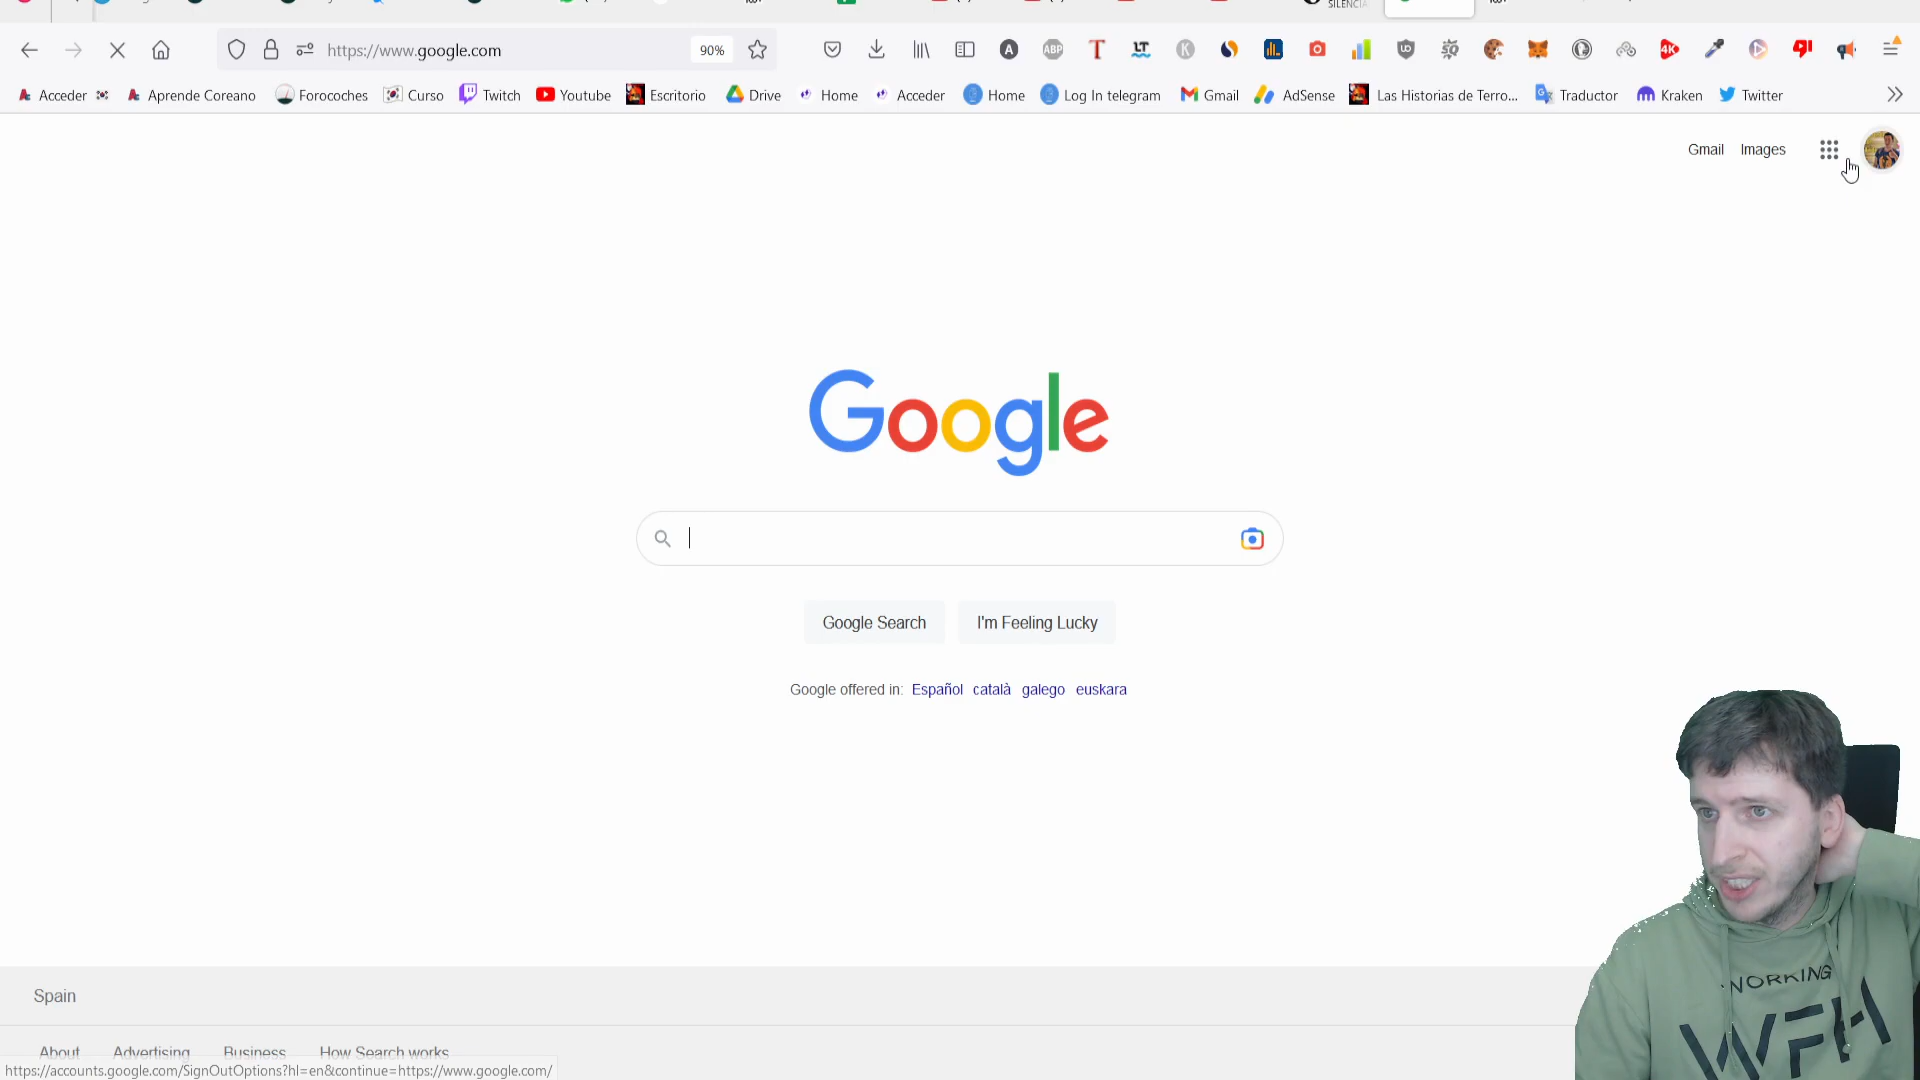 SILENCIA
https://www.google.com
90%
Acceder
Aprende Coreano
Forocoches
Curso
Twitch
Youtube
Escritorio
Drive
Home
Acceder
Home
Log In telegram
Gmail
AdSense
Las Historias de Terro...
Traductor
Kraken
Twitter
Gmail
Images
Google
Google Search
I'm Feeling Lucky
Google offered in: Español català galego euskara
Spain
About
Advertising
Business
How Search works
https://accounts.google.com/SignOutOptions?hl=en&continue=https://www.google.com/
WORKING
WFH